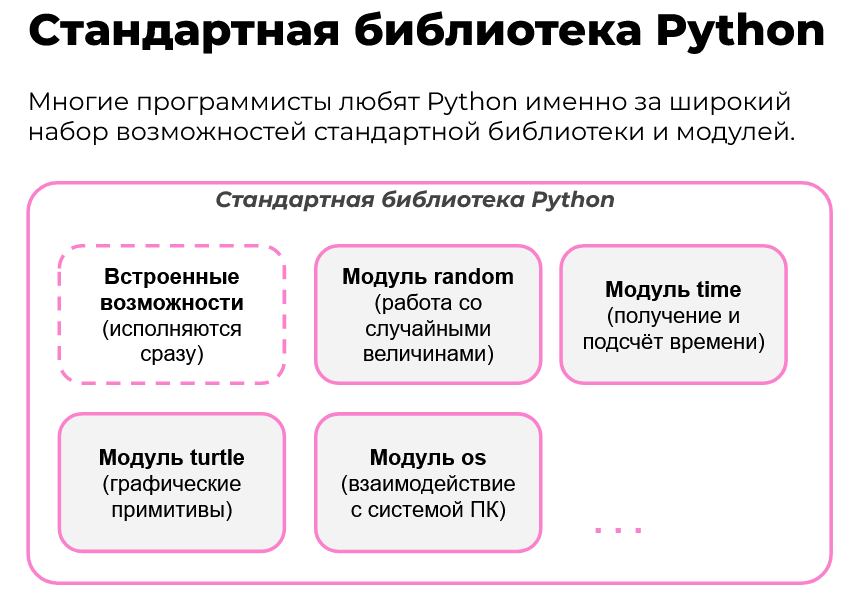 Стандартная библиотека Python
Многие программисты любят Python именно за широкий
набор возможностей стандартной библиотеки и модулей.
Стандартная библиотека Python
Встроенные
возможности
(исполняются
сразу)
Модуль random
(работа со
случайными
величинами)
Модуль time
(получение и
подсчёт времени)
Модуль turtle
(графические
примитивы)
Модуль os
(взаимодействие
с системой ПК)
. . .